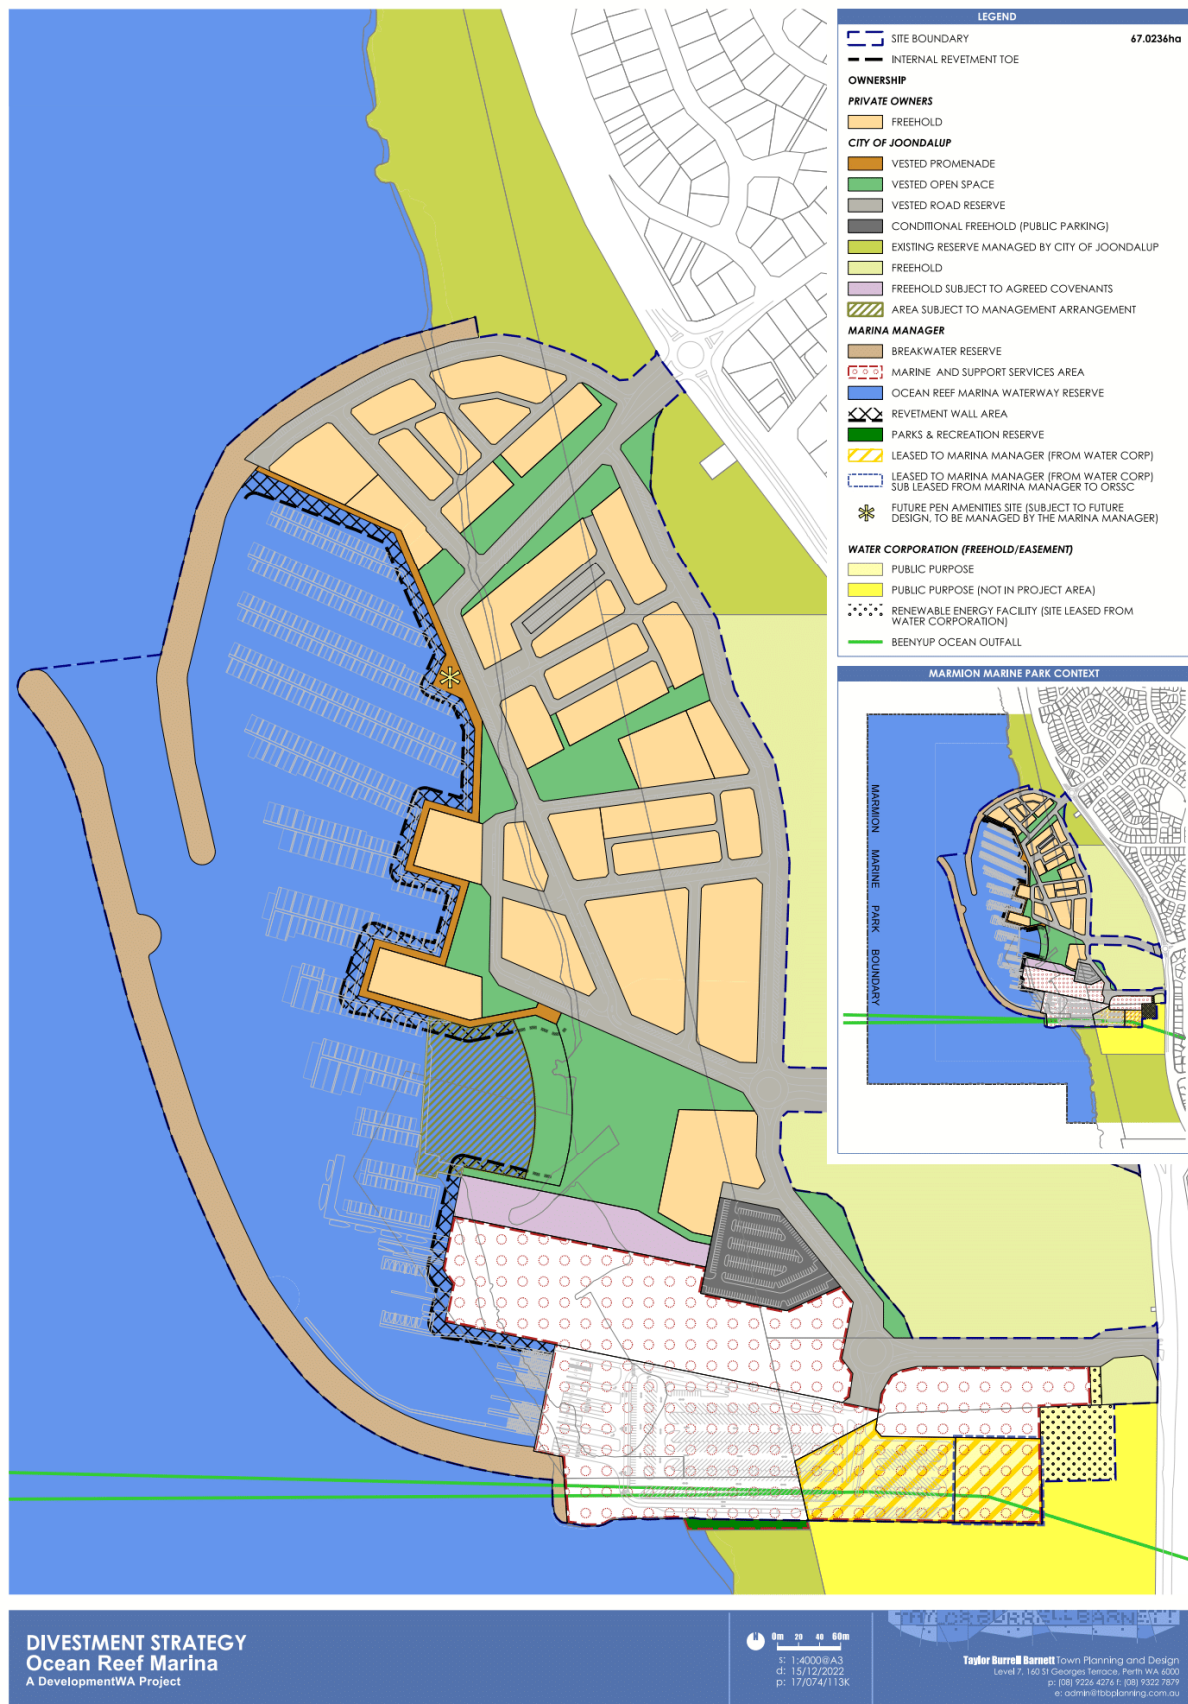 LEGEND
SITE BOUNDARY 67.0236ha
INTERNAL REVETMENT TOE
OWNERSHIP
PRIVATE OWNERS
FREEHOLD
CITY OF JOONDALUP
VESTED PROMENADE
VESTED OPEN SPACE
VESTED ROAD RESERVE
CONDITIONAL FREEHOLD (PUBLIC PARKING)
EXISTING RESERVE MANAGED BY CITY OF JOONDALUP
FREEHOLD
FREEHOLD SUBJECT TO AGREED COVENANTS
AREA SUBJECT TO MANAGEMENT ARRANGEMENT
MARINA MANAGER
BREAKWATER RESERVE
MARINE AND SUPPORT SERVICES AREA
OCEAN REEF MARINA WATERWAY RESERVE
REVETMENT WALL AREA
PARKS & RECREATION RESERVE
LEASED TO MARINA MANAGER (FROM WATER CORP)
LEASED TO MARINA MANAGER (FROM WATER CORP)
SUB LEASED FROM MARINA MANAGER TO ORSSC
FUTURE PEN AMENITIES SITE (SUBJECT TO FUTURE
DESIGN, TO BE MANAGED BY THE MARINA MANAGER)
WATER CORPORATION (FREEHOLD/EASEMENT)
PUBLIC PURPOSE
PUBLIC PURPOSE (NOT IN PROJECT AREA)
RENEWABLE ENERGY FACILITY (SITE LEASED FROM
WATER CORPORATION)
BEENYUP OCEAN OUTFALL
MARMION MARINE PARK CONTEXT
MARMION MARINE PARK BOUNDARY
DIVESTMENT STRATEGY
Ocean Reef Marina
A DevelopmentWA Project
0m 20 40 60m
s: 1:4000@A3
d: 15/12/2022
p: 17/074/113K
TAYLOR BURRELL BARNETT
Taylor Burrell Barnett Town Planning and Design
Level 7, 160 St Georges Terrace, Perth WA 6000
p: (08) 9226 4276 f: (08) 9322 7879
e: admin@tbbplanning.com.au